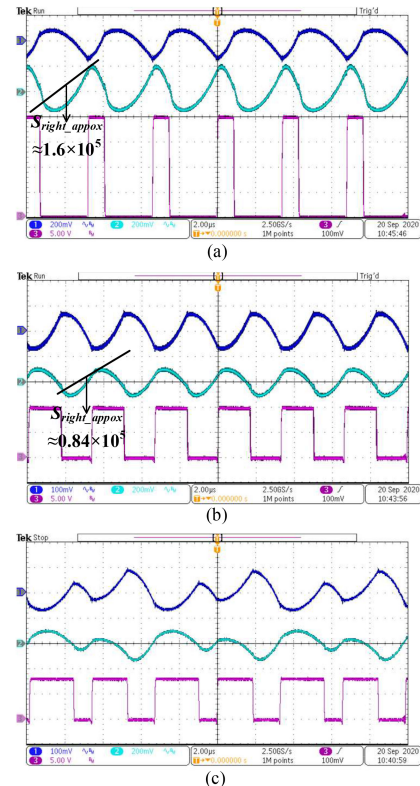 Tek Run Trig'd
1
2
S_right_appox
≈1.6×10⁵
3
1 200mV 2 200mV 2.00µs 2.50GS/s 3 20 Sep 2020
3 5.00 V T→▼0.000000 s 1M points 100mV 10:45:46
(a)
Tek Run Trig'd
1
2
S_right_appox
≈0.84×10⁵
3
1 100mV 2 200mV 2.00µs 2.50GS/s 3 20 Sep 2020
3 5.00 V T→▼0.000000 s 1M points 100mV 10:43:56
(b)
Tek Stop
1
2
3
1 100mV 2 200mV 2.00µs 2.50GS/s 3 20 Sep 2020
3 5.00 V T→▼0.000000 s 1M points 100mV 10:40:59
(c)